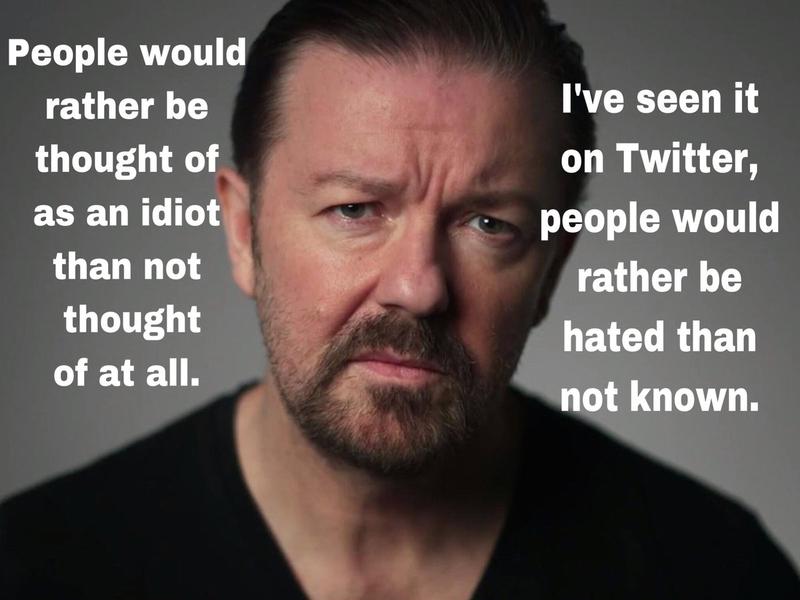 People would
rather be
thought of
as an idiot
than not
thought
of at all.
I've seen it
on Twitter,
people would
rather be
hated than
not known.